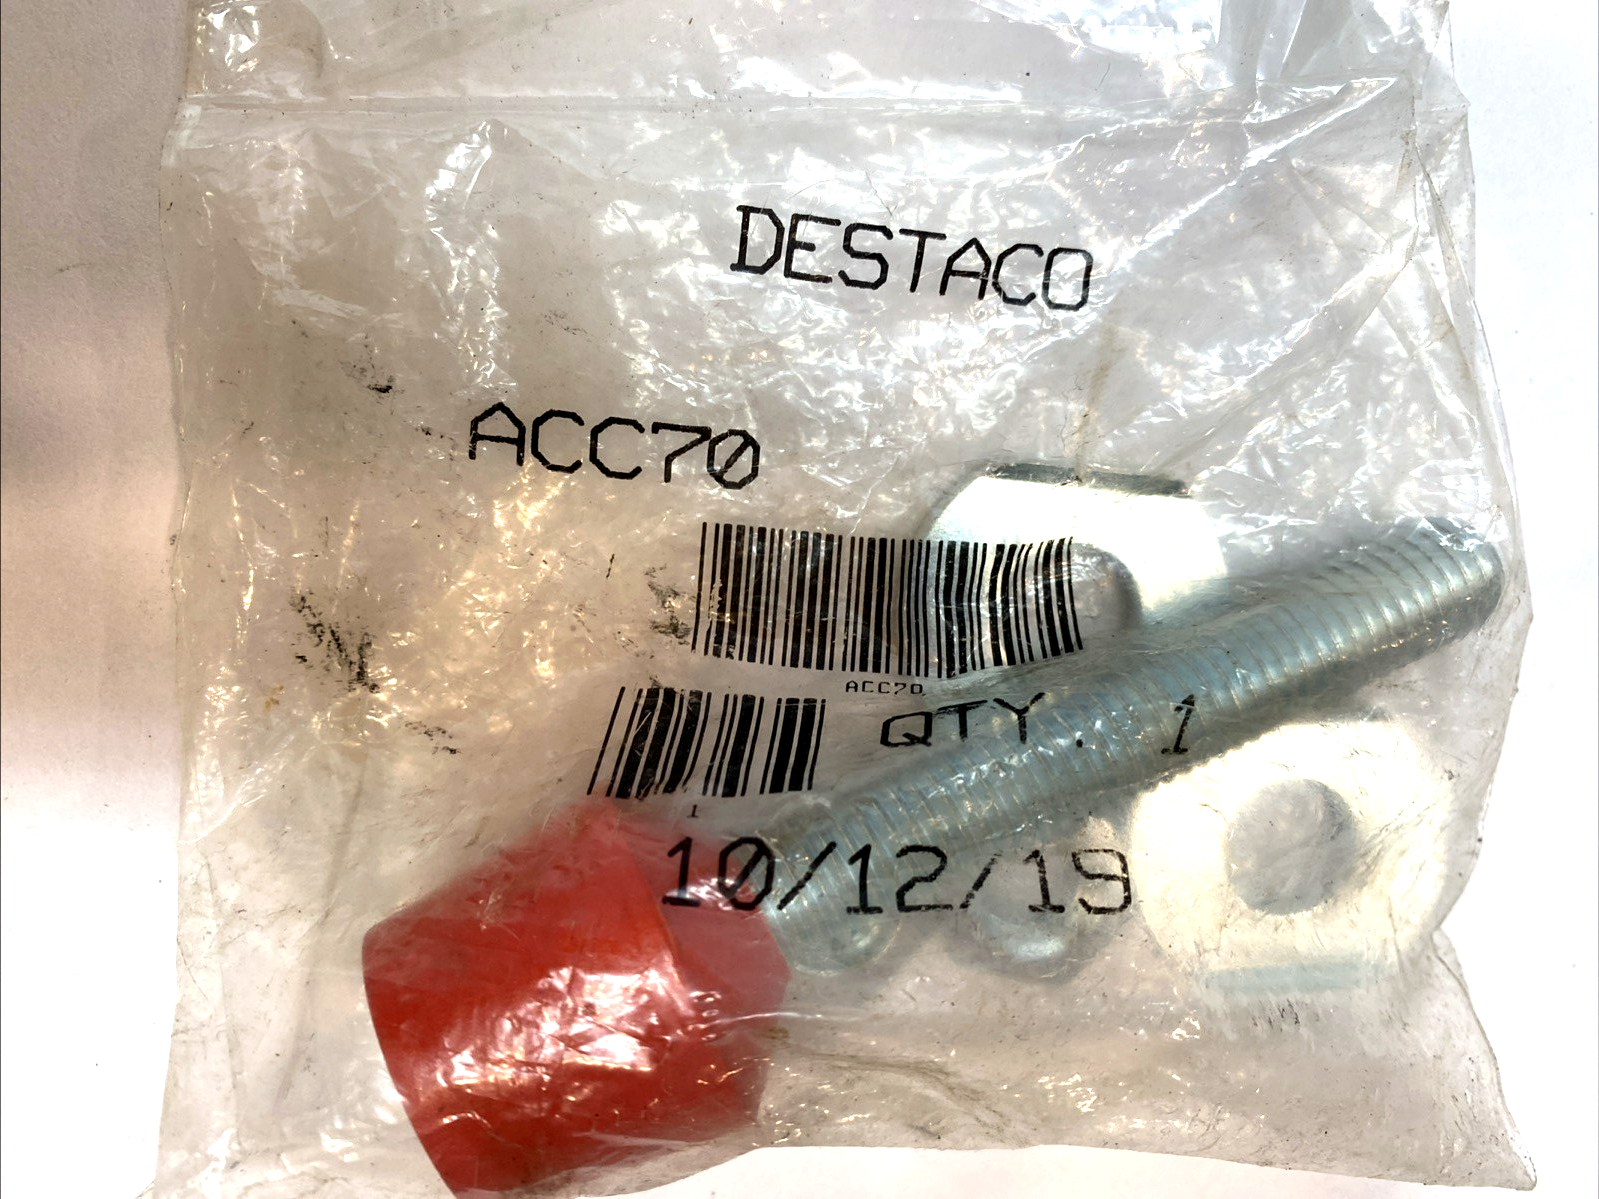 DESTACO
ACC70
ACC70
QTY. 1
1
10/12/19